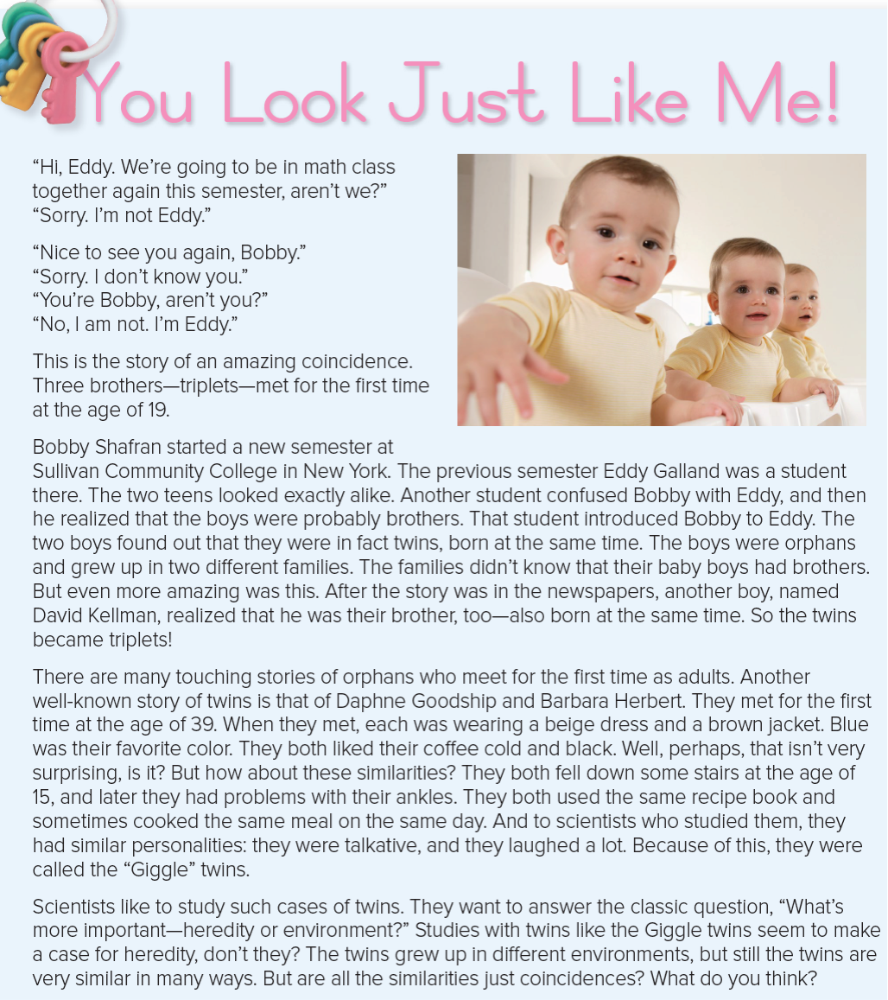 You Look Just Like Me!
“Hi, Eddy. We’re going to be in math class
together again this semester, aren’t we?”
“Sorry. I’m not Eddy.”
“Nice to see you again, Bobby.”
“Sorry. I don’t know you.”
“You’re Bobby, aren’t you?”
“No, I am not. I’m Eddy.”
This is the story of an amazing coincidence.
Three brothers—triplets—met for the first time
at the age of 19.
Bobby Shafran started a new semester at
Sullivan Community College in New York. The previous semester Eddy Galland was a student
there. The two teens looked exactly alike. Another student confused Bobby with Eddy, and then
he realized that the boys were probably brothers. That student introduced Bobby to Eddy. The
two boys found out that they were in fact twins, born at the same time. The boys were orphans
and grew up in two different families. The families didn’t know that their baby boys had brothers.
But even more amazing was this. After the story was in the newspapers, another boy, named
David Kellman, realized that he was their brother, too—also born at the same time. So the twins
became triplets!
There are many touching stories of orphans who meet for the first time as adults. Another
well-known story of twins is that of Daphne Goodship and Barbara Herbert. They met for the first
time at the age of 39. When they met, each was wearing a beige dress and a brown jacket. Blue
was their favorite color. They both liked their coffee cold and black. Well, perhaps, that isn’t very
surprising, is it? But how about these similarities? They both fell down some stairs at the age of
15, and later they had problems with their ankles. They both used the same recipe book and
sometimes cooked the same meal on the same day. And to scientists who studied them, they
had similar personalities: they were talkative, and they laughed a lot. Because of this, they were
called the “Giggle” twins.
Scientists like to study such cases of twins. They want to answer the classic question, “What’s
more important—heredity or environment?” Studies with twins like the Giggle twins seem to make
a case for heredity, don’t they? The twins grew up in different environments, but still the twins are
very similar in many ways. But are all the similarities just coincidences? What do you think?